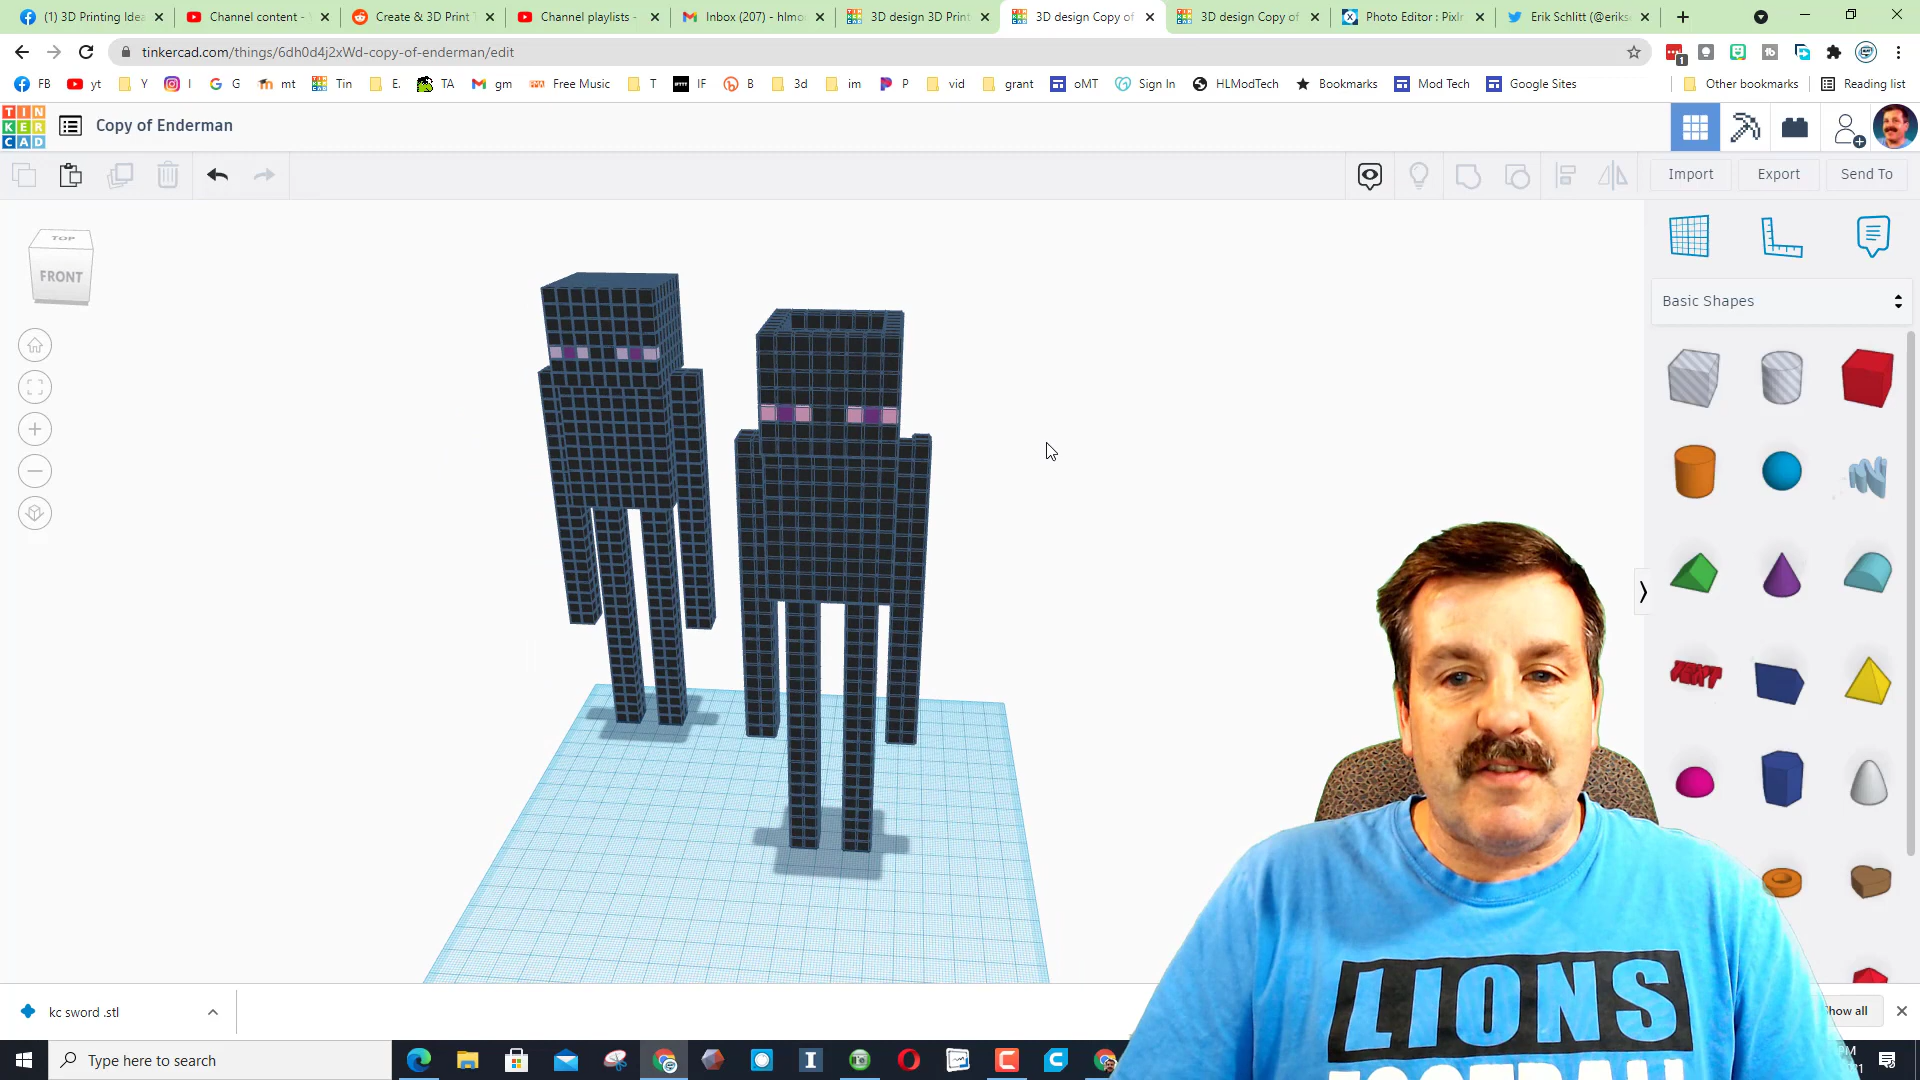 (1) 3D Printing Idea
Channel content -
Create & 3D Print T
Channel playlists -
Inbox (207) - hlmod
3D design 3D Print
3D design Copy of
3D design Copy of
Photo Editor : Pixlr
Erik Schlitt (@eriks
tinkercad.com/things/6dh0d4j2xWd-copy-of-enderman/edit
FB
yt
Y
I
G
mt
Tin
E.
TA
gm
Free Music
T
IF
B
3d
im
P
vid
grant
oMT
Sign In
HLModTech
Bookmarks
Mod Tech
Google Sites
Other bookmarks
Reading list
TIN
KER
CAD
Copy of Enderman
Import
Export
Send To
TOP
FRONT
Basic Shapes
TEXT
LIONS
FOOTBALL
kc sword .stl
how all
Type here to search